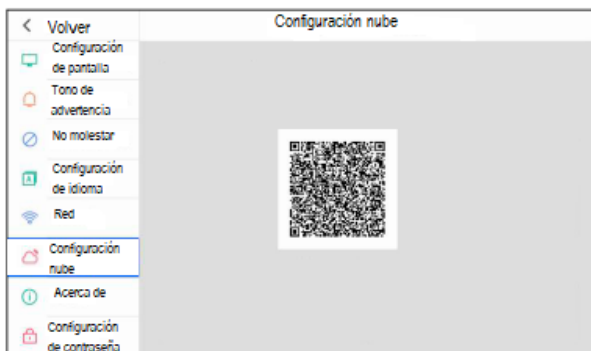 Volver
Configuración nube
Configuración
de pantalla
Tono de
advertencia
No molestar
Configuración
de idioma
Red
Configuración
nube
Acerca de
Configuración
de contraseña